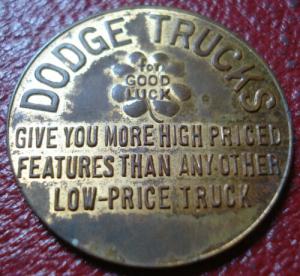 DODGE TRUCKS
for
GOOD
LUCK
GIVE YOU MORE HIGH PRICED
FEATURES THAN ANY OTHER
LOW-PRICE TRUCK